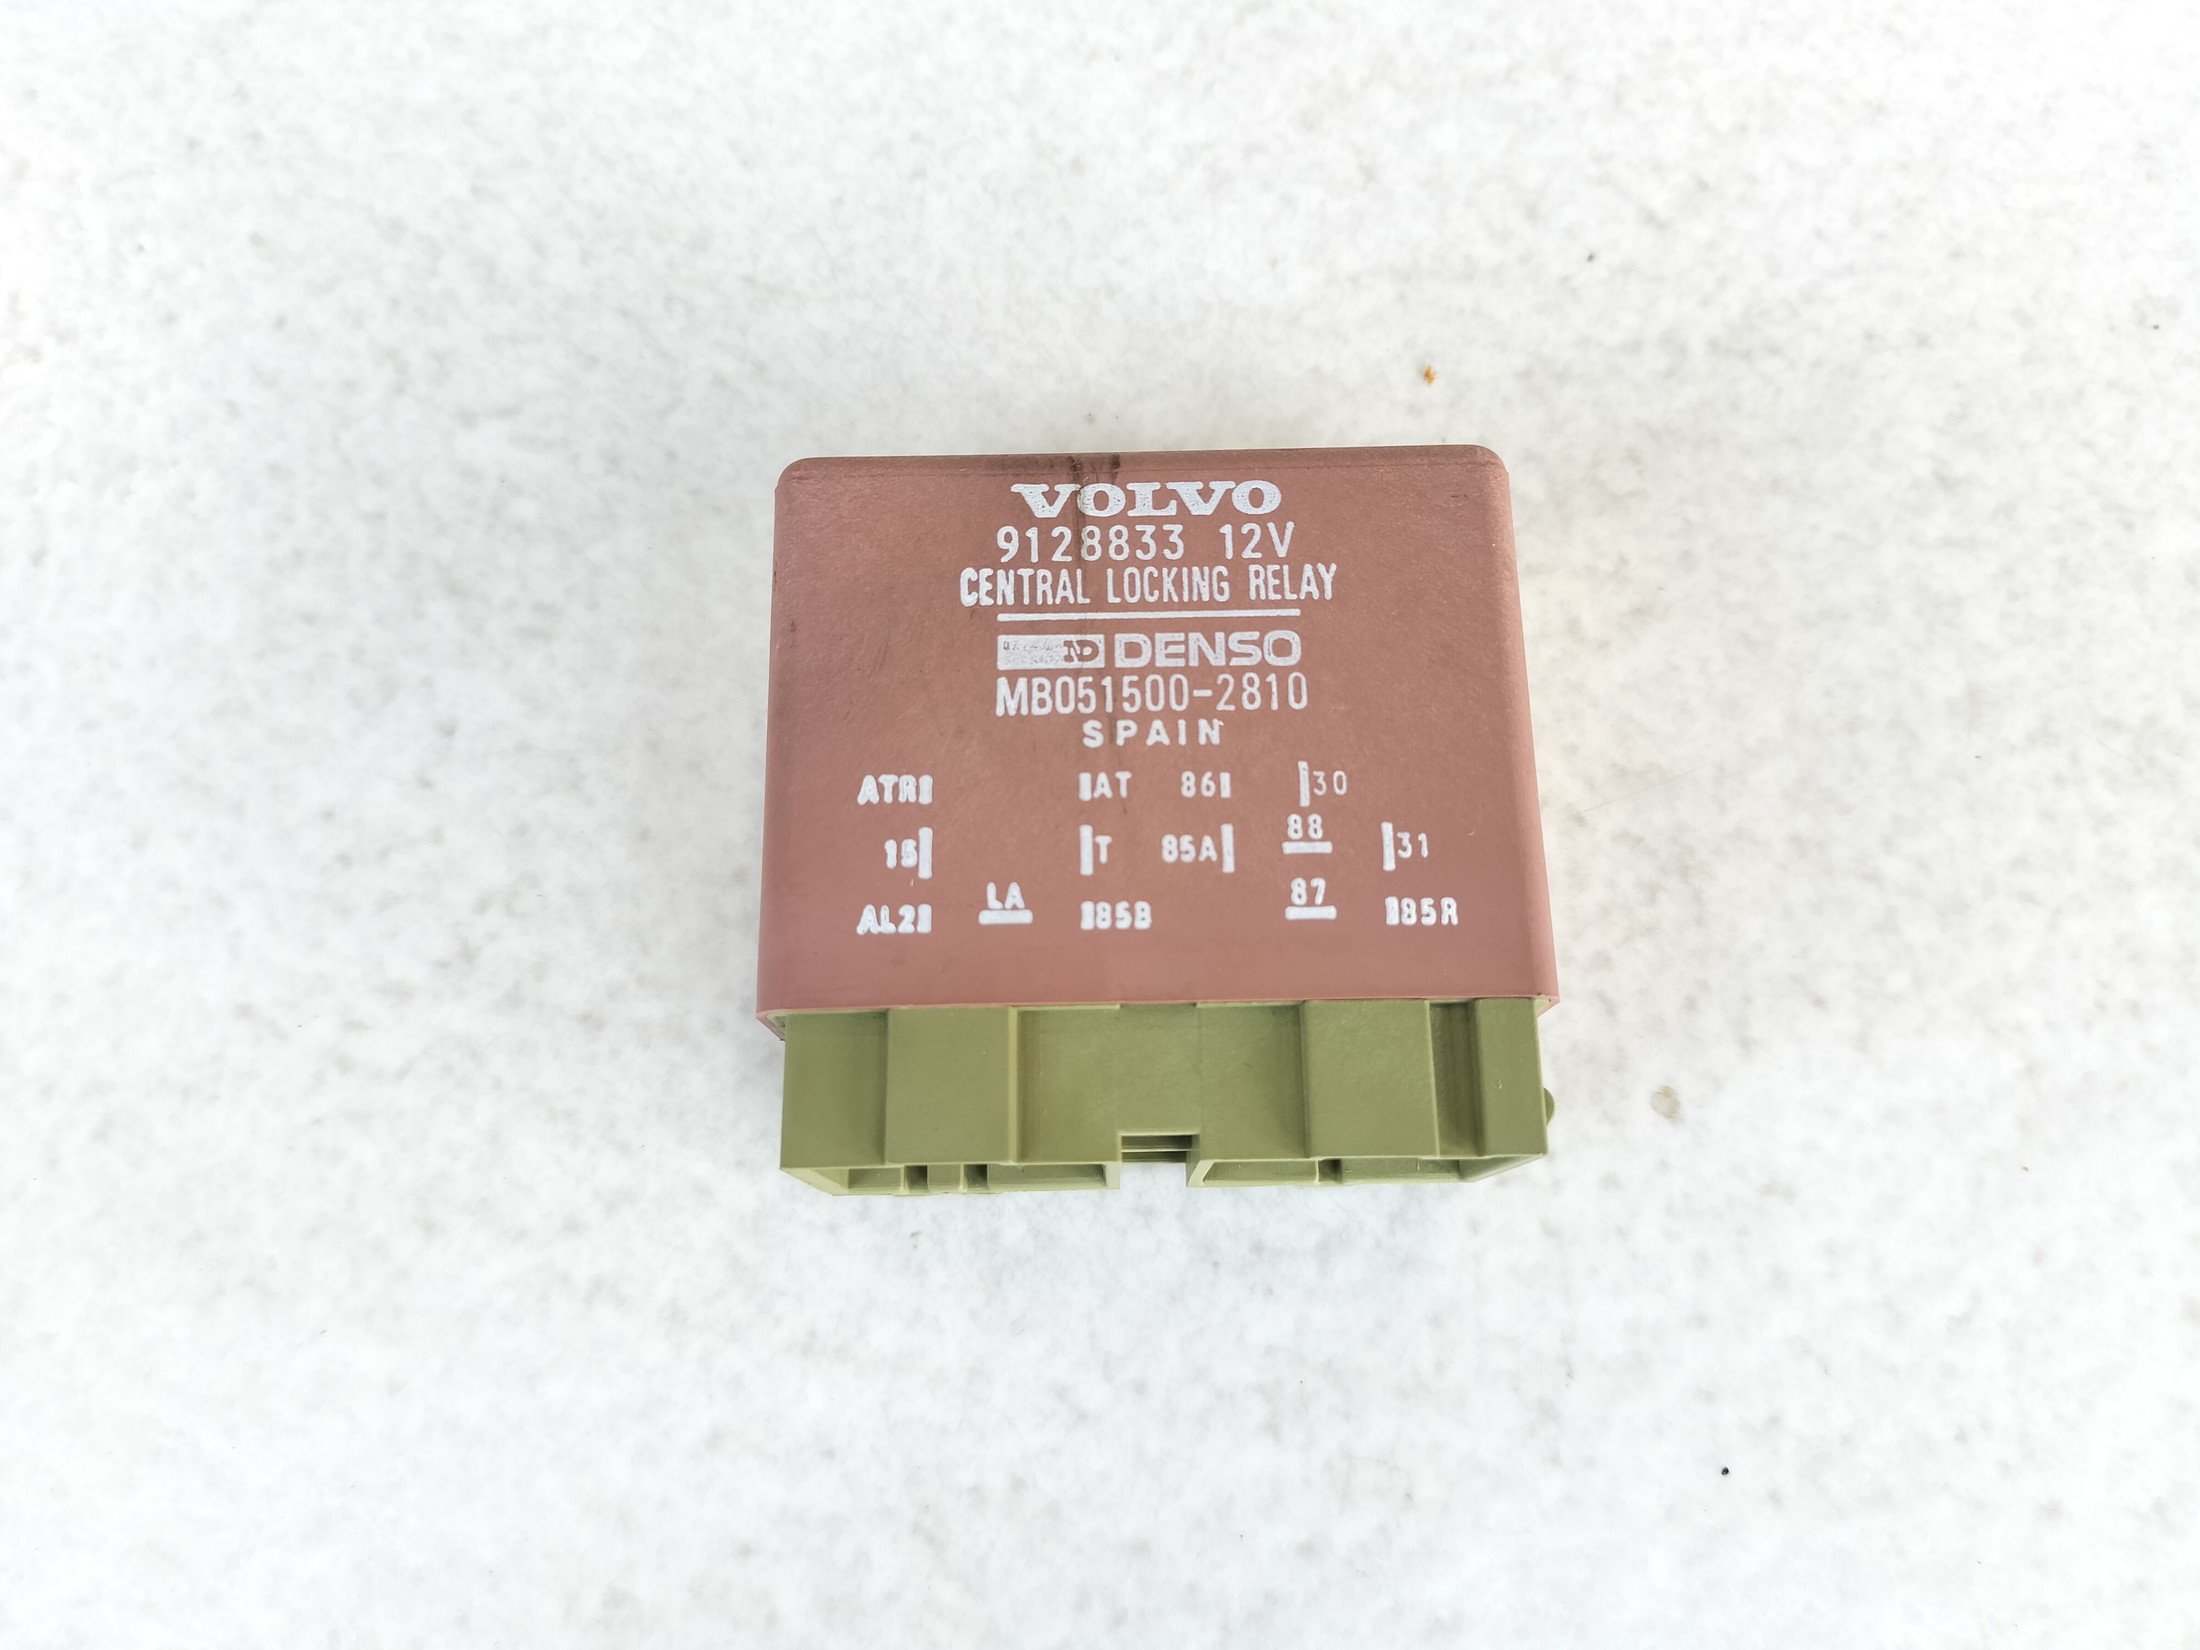 VOLVO
9128833 12V
CENTRAL LOCKING RELAY
ND DENSO
MB051500-2810
SPAIN
ATR AT 86 30
15 T 85A 88 31
AL2 LA 85B 87 85R